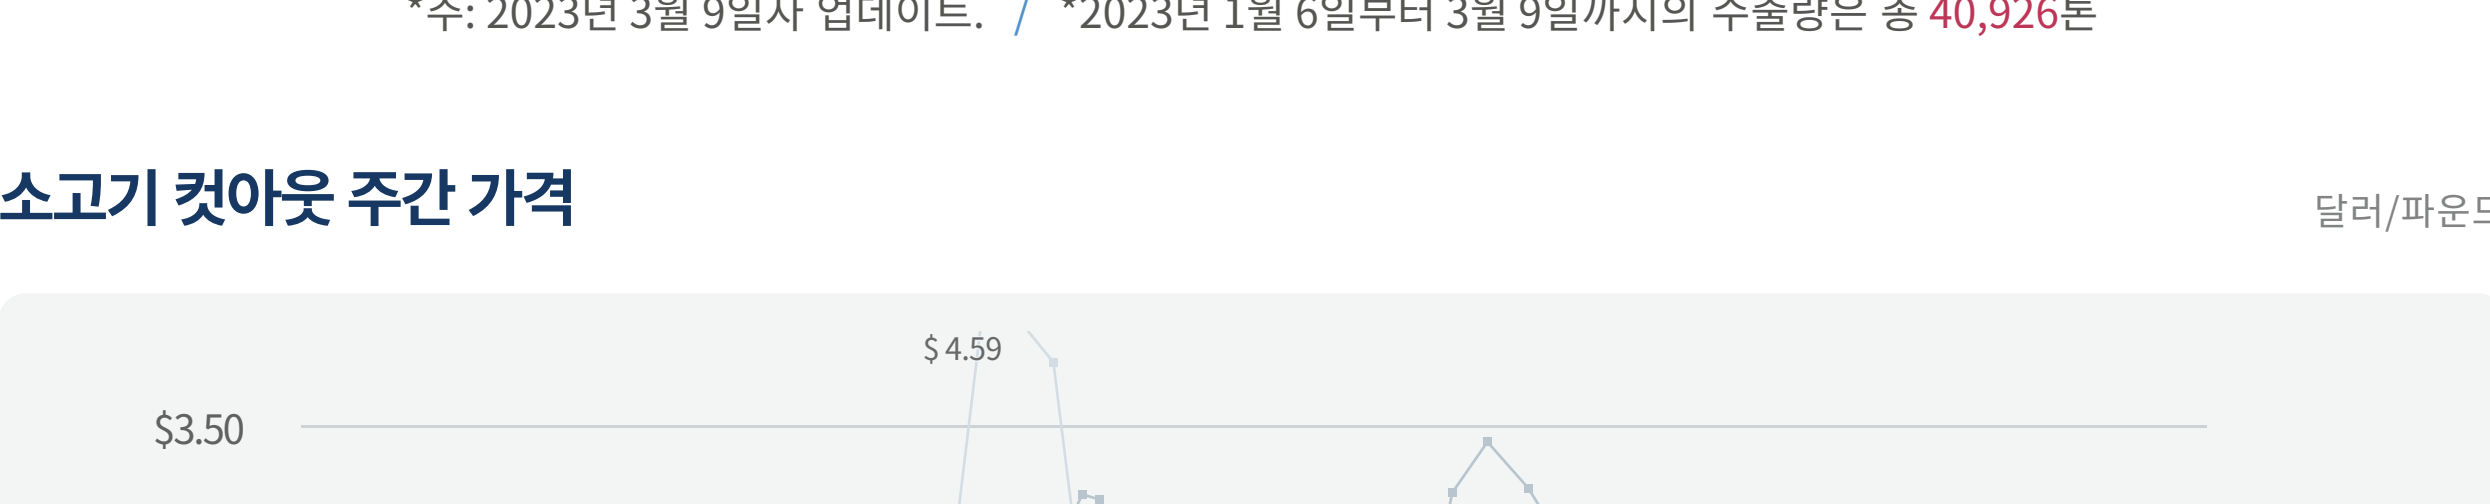 *주: 2023년 3월 9일자 업데이트. / *2023년 1월 6일부터 3월 9일까지의 수출량은 총 40,926톤
소고기 컷아웃 주간 가격
달러/파운드
$ 4.59
$3.50